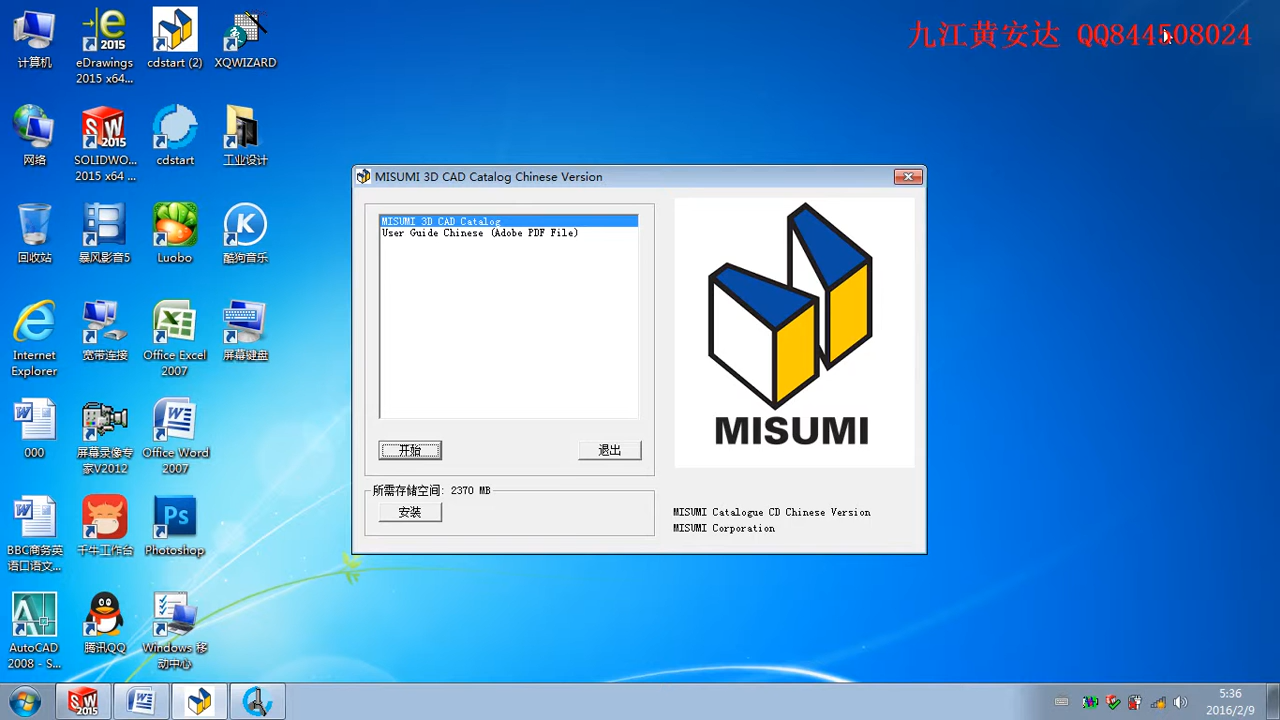 九江黄安达 QQ844508024
计算机
eDrawings
2015 x64...
cdstart (2)
XQWIZARD
网络
SOLIDWO...
2015 x64 ...
cdstart
工业设计
回收站
暴风影音5
Luobo
酷狗音乐
Internet
Explorer
宽带连接
Office Excel
2007
屏幕键盘
000
屏幕录像专
家V2012
Office Word
2007
BBC商务英
语口语文...
千牛工作台
Photoshop
AutoCAD
2008 - S...
腾讯QQ
Windows 移
动中心
MISUMI 3D CAD Catalog Chinese Version
MISUMI 3D CAD Catalog
User Guide Chinese (Adobe PDF File)
开始
退出
所需存储空间: 2370 MB
安装
MISUMI
MISUMI Catalogue CD Chinese Version
MISUMI Corporation
5:36
2016/2/9